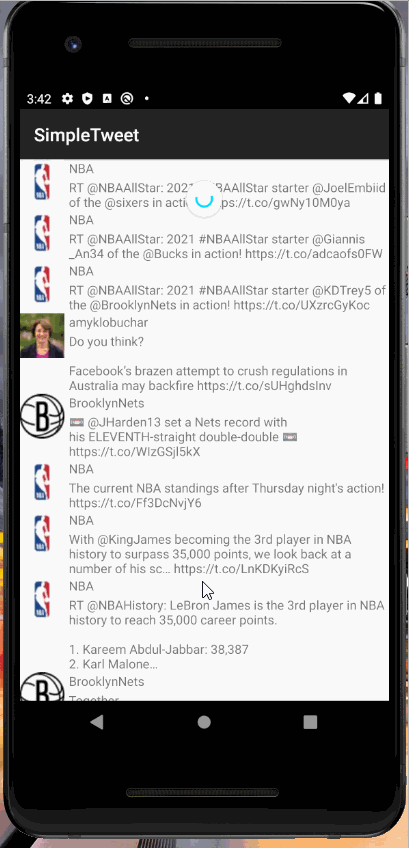 3:42
SimpleTweet
NBA
RT @NBAAllStar: 2021 #NBAAllStar starter @JoelEmbiid
of the @sixers in action! https://t.co/gwNy10M0ya
NBA
RT @NBAAllStar: 2021 #NBAAllStar starter @Giannis
_An34 of the @Bucks in action! https://t.co/adcaofs0FW
NBA
RT @NBAAllStar: 2021 #NBAAllStar starter @KDTrey5 of
the @BrooklynNets in action! https://t.co/UXzrcGyKoc
amyklobuchar
Do you think?
Facebook's brazen attempt to crush regulations in
Australia may backfire https://t.co/sUHghdsInv
BrooklynNets
@JHarden13 set a Nets record with
his ELEVENTH-straight double-double
https://t.co/WIzGSjI5kX
NBA
The current NBA standings after Thursday night's action!
https://t.co/Ff3DcNvjY6
NBA
With @KingJames becoming the 3rd player in NBA
history to surpass 35,000 points, we look back at a
number of his sc… https://t.co/LnKDKyiRcS
NBA
RT @NBAHistory: LeBron James is the 3rd player in NBA
history to reach 35,000 career points.
1. Kareem Abdul-Jabbar: 38,387
2. Karl Malone…
BrooklynNets
Together